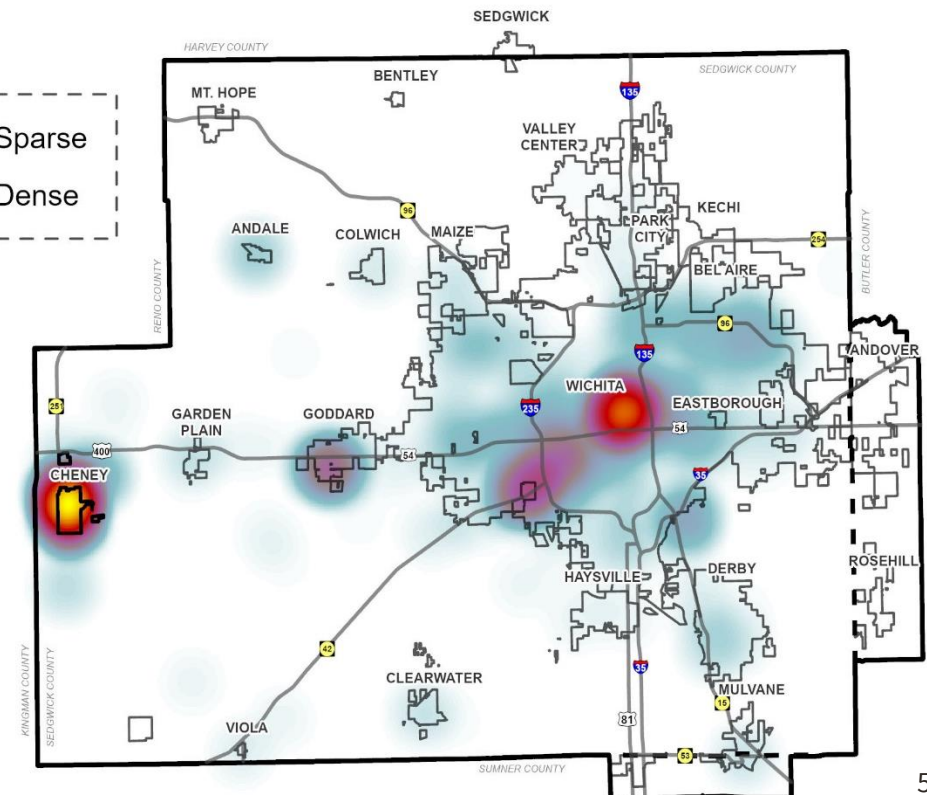 SEDGWICK
HARVEY COUNTY
SEDGWICK COUNTY
BENTLEY
MT. HOPE
135
Sparse
Dense
VALLEY
CENTER
96
ANDALE
COLWICH
MAIZE
PARK
CITY
KECHI
254
BEL AIRE
BUTLER COUNTY
RENO COUNTY
96
135
ANDOVER
WICHITA
251
GARDEN
PLAIN
GODDARD
235
EASTBOROUGH
54
400
54
CHENEY
35
HAYSVILLE
DERBY
ROSEHILL
42
KINGMAN COUNTY
SEDGWICK COUNTY
CLEARWATER
35
MULVANE
15
81
VIOLA
53
SUMNER COUNTY
5